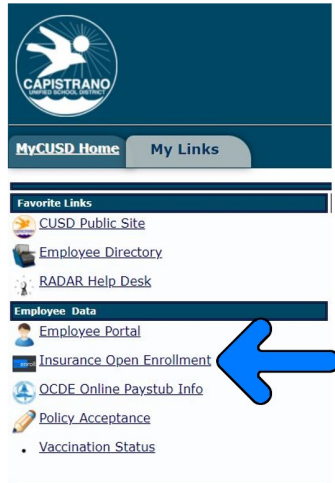 CAPISTRANO
UNIFIED SCHOOL DISTRICT
MyCUSD Home
My Links
Favorite Links
CUSD Public Site
Employee Directory
RADAR Help Desk
Employee Data
Employee Portal
Insurance Open Enrollment
OCDE Online Paystub Info
Policy Acceptance
Vaccination Status